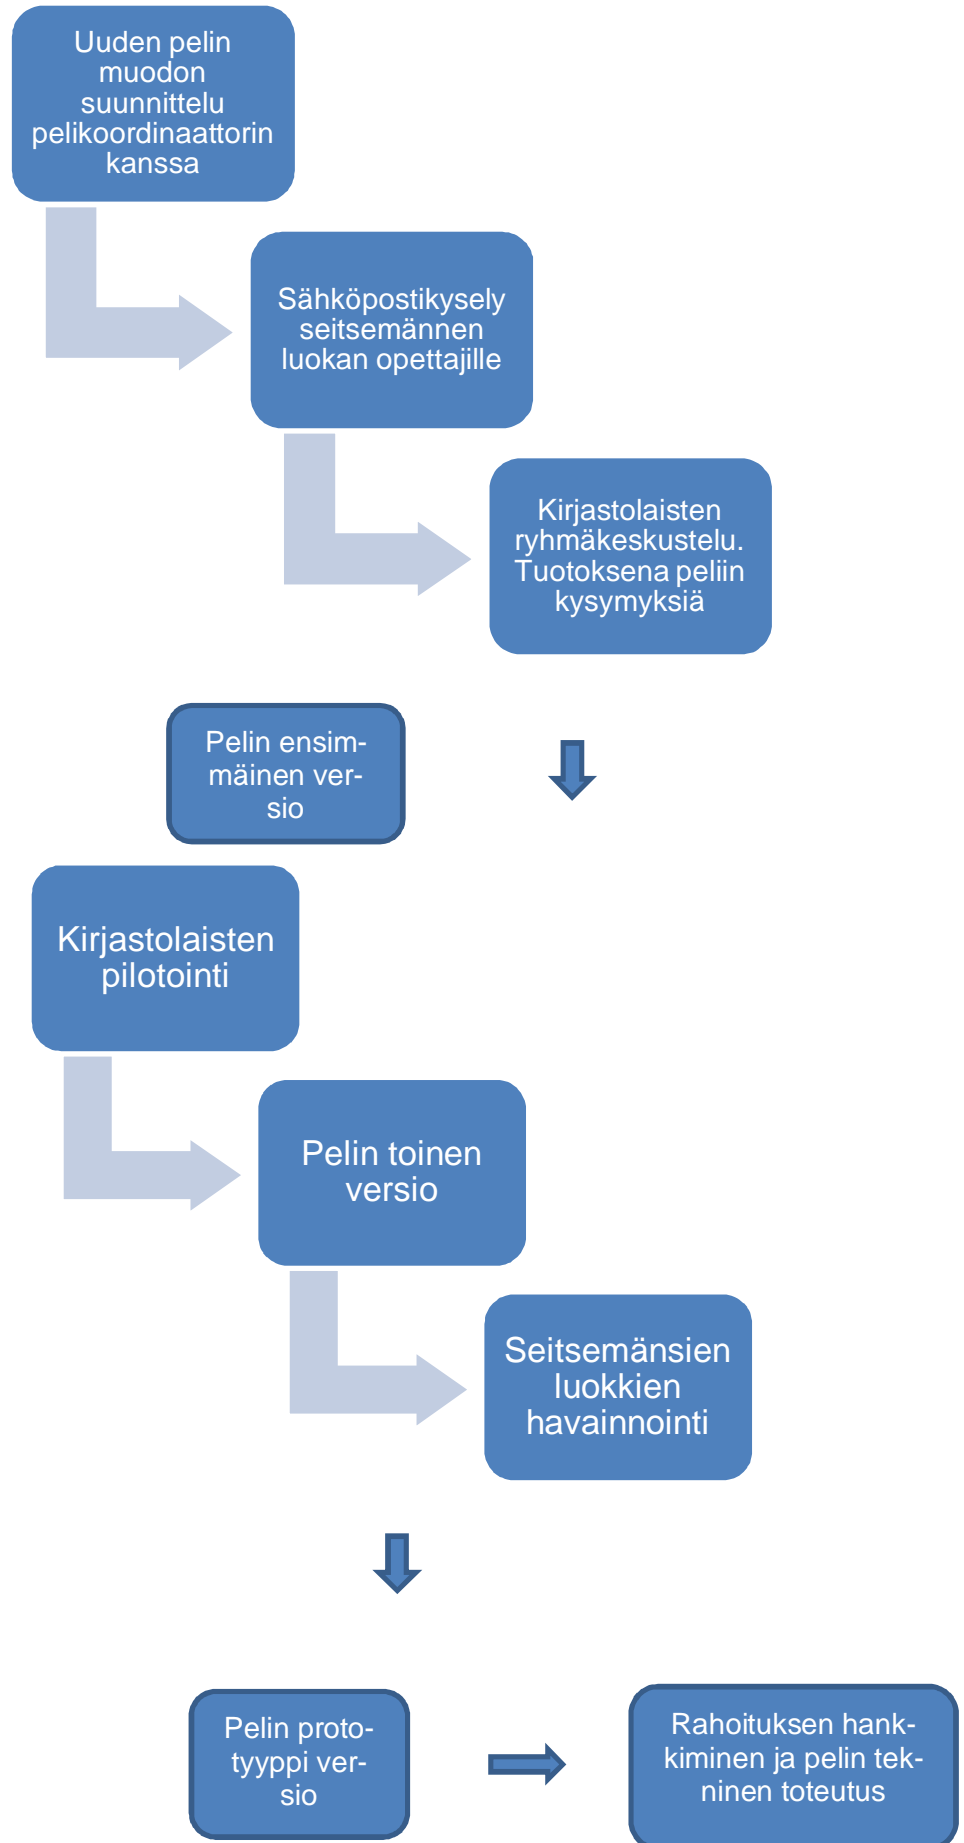 Uuden pelin
muodon
suunnittelu
pelikoordinaattorin
kanssa
Sähköpostikysely
seitsemännen
luokan opettajille
Kirjastolaisten
ryhmäkeskustelu.
Tuotoksena peliin
kysymyksiä
Pelin ensim-
mäinen ver-
sio
Kirjastolaisten
pilotointi
Pelin toinen
versio
Seitsemänsien
luokkien
havainnointi
Pelin proto-
tyyppi ver-
sio
Rahoituksen hank-
kiminen ja pelin tek-
ninen toteutus